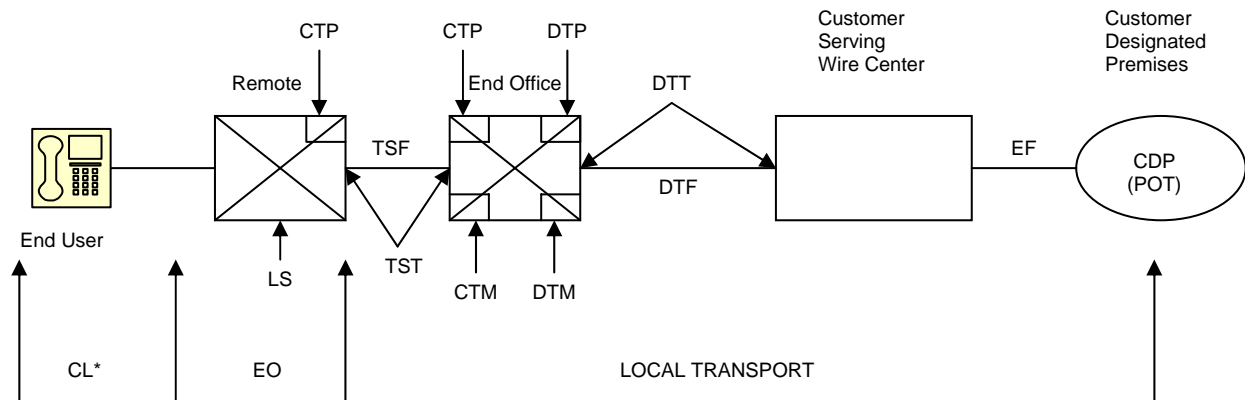 CTP
CTP
DTP
Customer
Serving
Wire Center
Customer
Designated
Premises
Remote
End Office
DTT
TSF
DTF
EF
CDP
(POT)
End User
LS
TST
CTM
DTM
CL*
EO
LOCAL TRANSPORT